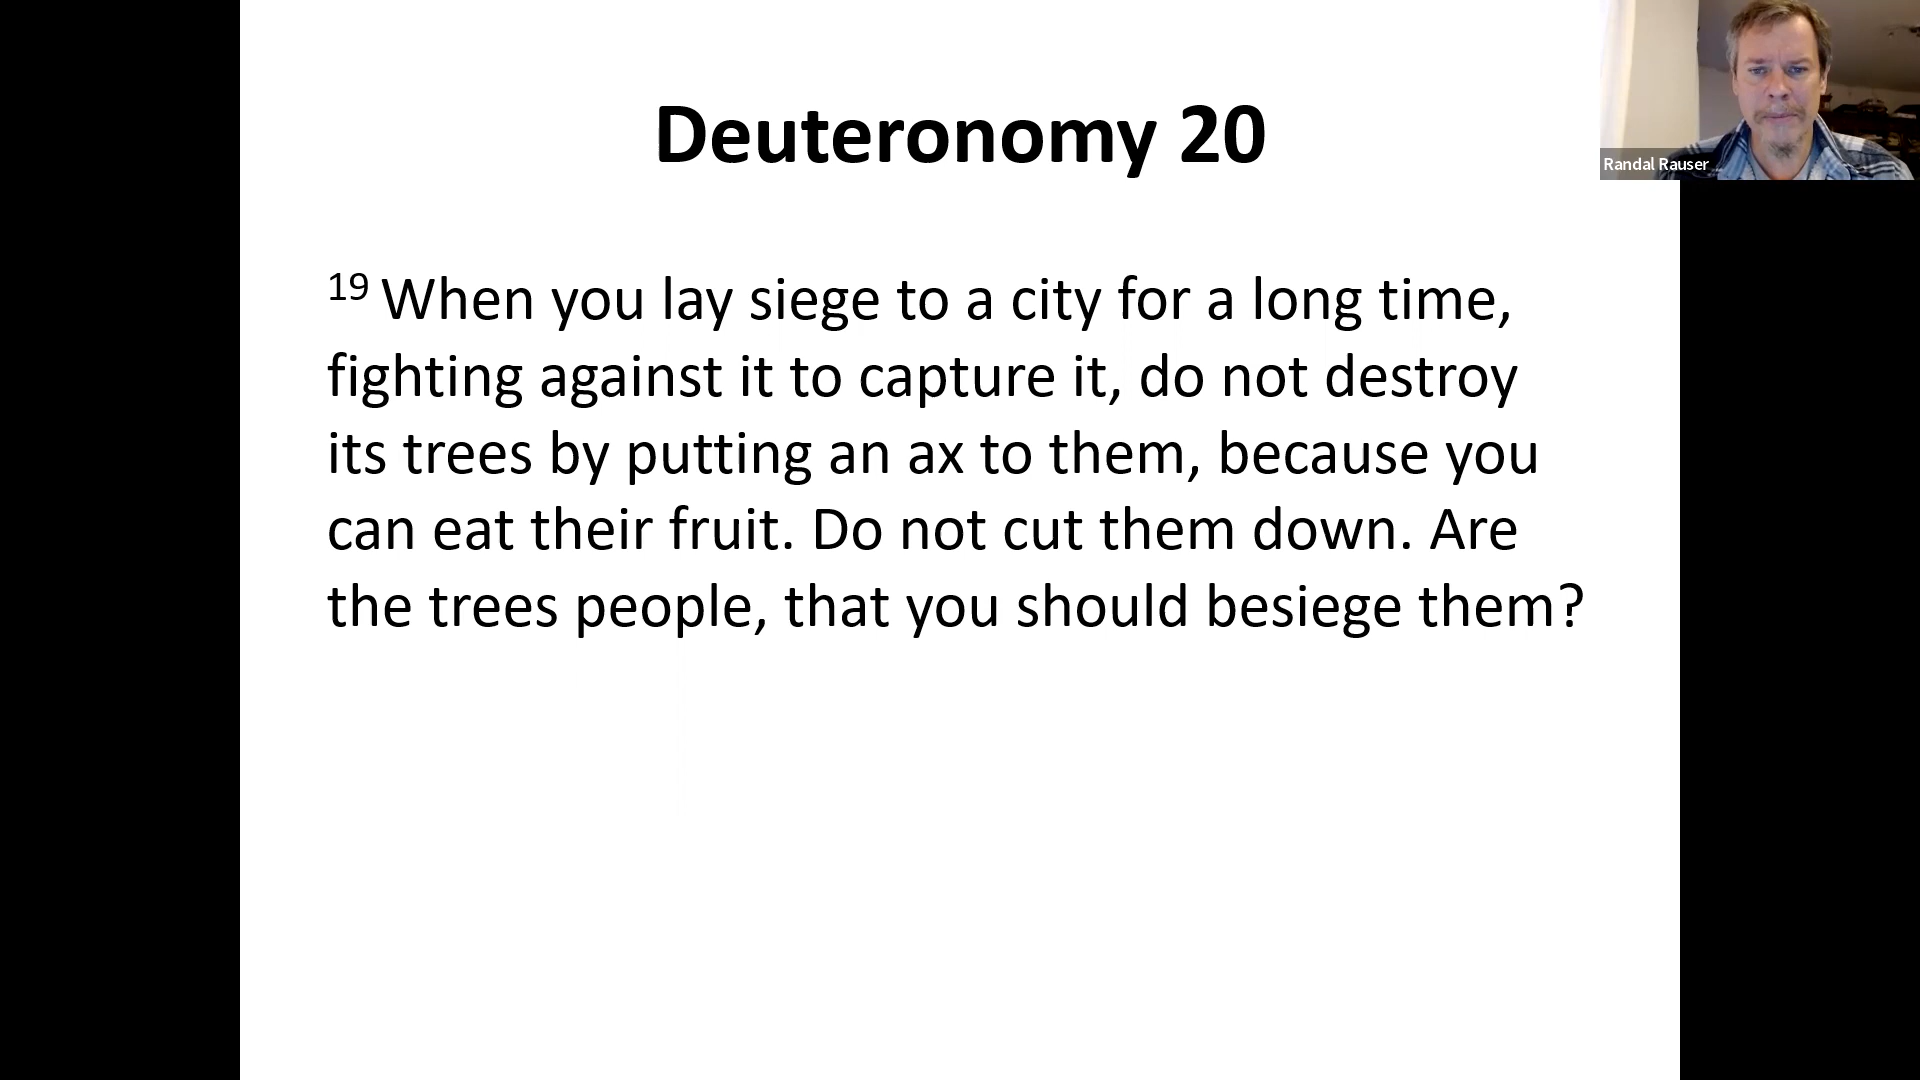 Deuteronomy 20
Randal Rauser
19 When you lay siege to a city for a long time,
fighting against it to capture it, do not destroy
its trees by putting an ax to them, because you
can eat their fruit. Do not cut them down. Are
the trees people, that you should besiege them?